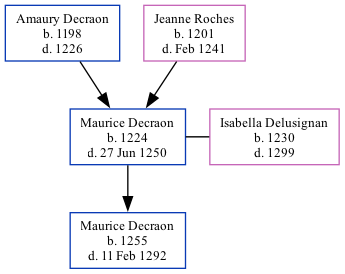 Amaury Decraon
b. 1198
d. 1226
Jeanne Roches
b. 1201
d. Feb 1241
Maurice Decraon
b. 1224
d. 27 Jun 1250
Isabella Delusignan
b. 1230
d. 1299
Maurice Decraon
b. 1255
d. 11 Feb 1292